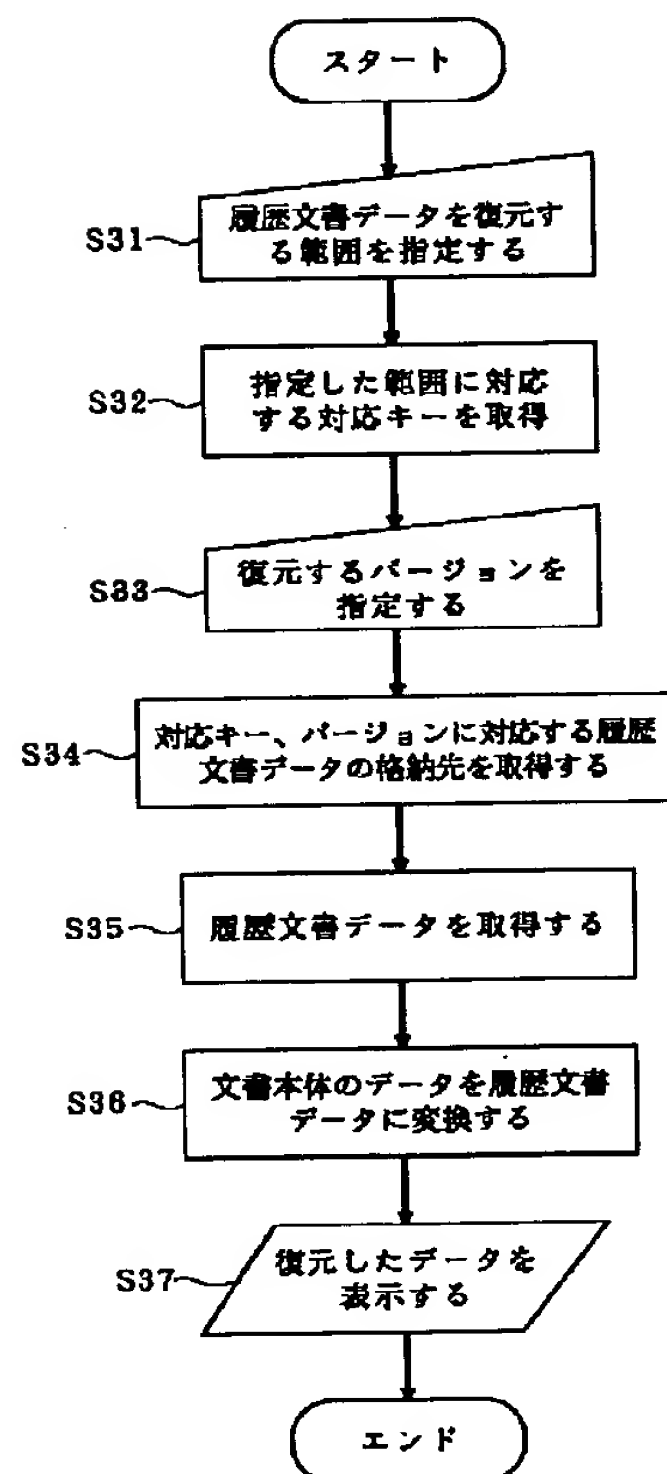 スタート
S31
履歴文書データを復元す
る範囲を指定する
S32
指定した範囲に対応
する対応キーを取得
S33
復元するバージョンを
指定する
S34
対応キー、バージョンに対応する履歴
文書データの格納先を取得する
S35
履歴文書データを取得する
S36
文書本体のデータを履歴文書
データに変換する
S37
復元したデータを
表示する
エンド